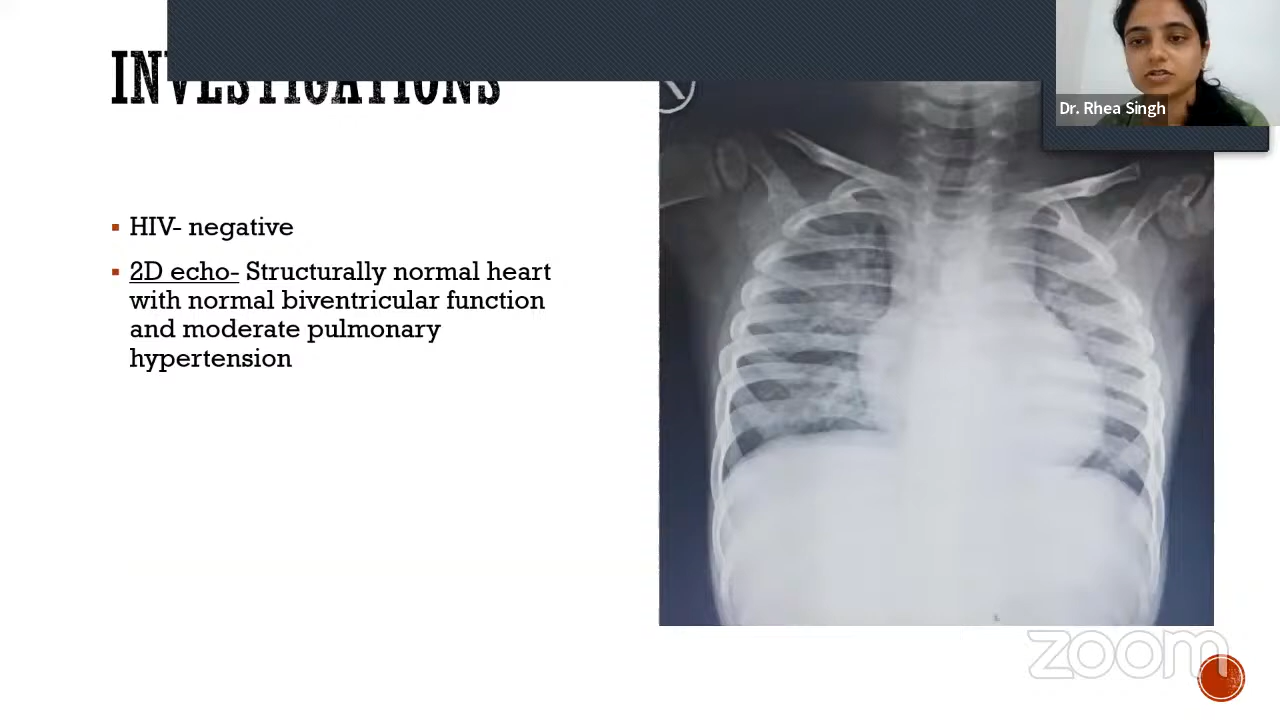 INVESTIGATIONS
Dr. Rhea Singh
HIV- negative
2D echo- Structurally normal heart
with normal biventricular function
and moderate pulmonary
hypertension
zoom